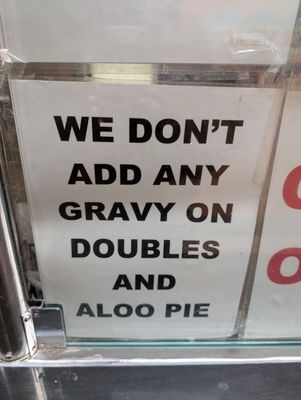 WE DON'T
ADD ANY
GRAVY ON
DOUBLES
AND
ALOO PIE